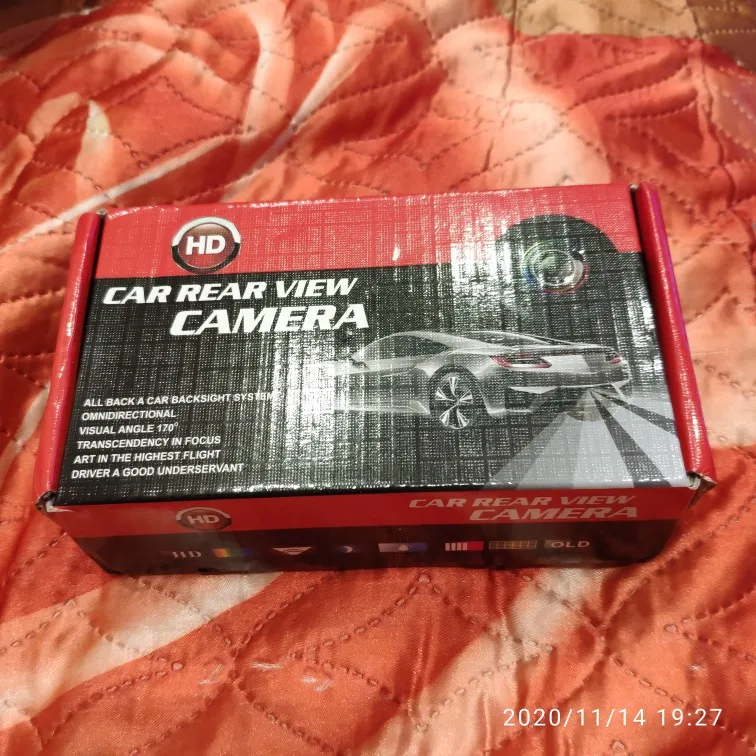 HD
CAR REAR VIEW
CAMERA
ALL BACK A CAR BACKSIGHT SYSTEM
OMNIDIRECTIONAL
VISUAL ANGLE 170°
TRANSCENDENCY IN FOCUS
ART IN THE HIGHEST FLIGHT
DRIVER A GOOD UNDERSERVANT
HD
CAR REAR VIEW
CAMERA
HD
OLD
2020/11/14 19:27